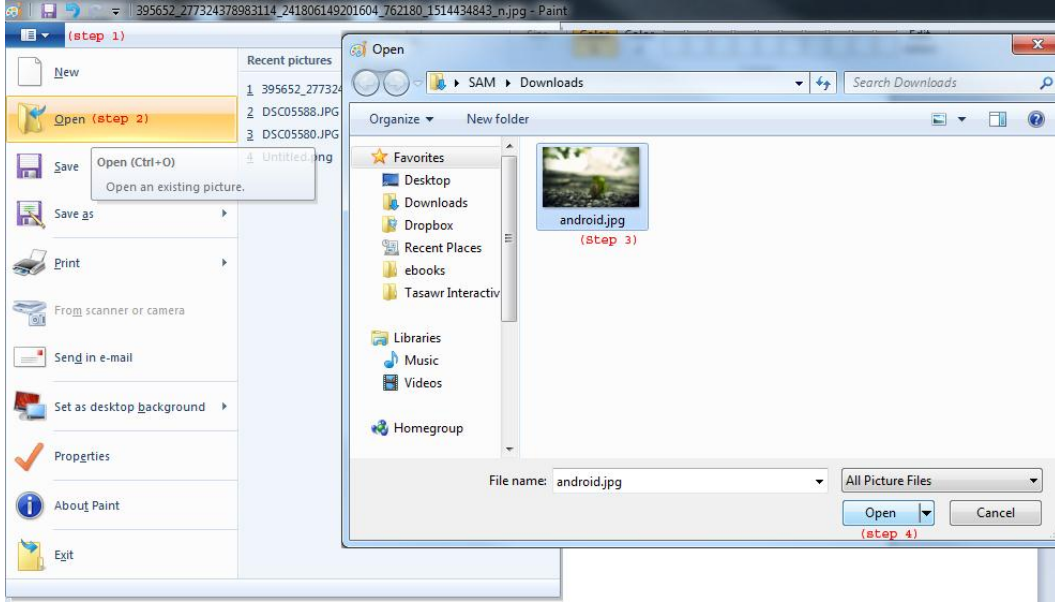 395652_277324378983114_241806149201604_762180_1514434843_n.jpg - Paint
(step 1)
New
Open (step 2)
Open (Ctrl+O)
Open an existing picture.
Save
Save as
Print
From scanner or camera
Send in e-mail
Set as desktop background
Properties
About Paint
Exit
Recent pictures
1 395652_27732
2 DSC05588.JPG
3 DSC05580.JPG
4 Untitled.png
Open
SAM Downloads
Search Downloads
Organize New folder
Favorites
Desktop
Downloads
Dropbox
Recent Places
ebooks
Tasawr Interactiv
Libraries
Music
Videos
Homegroup
android.jpg
(Step 3)
File name: android.jpg
All Picture Files
Open Cancel
(step 4)